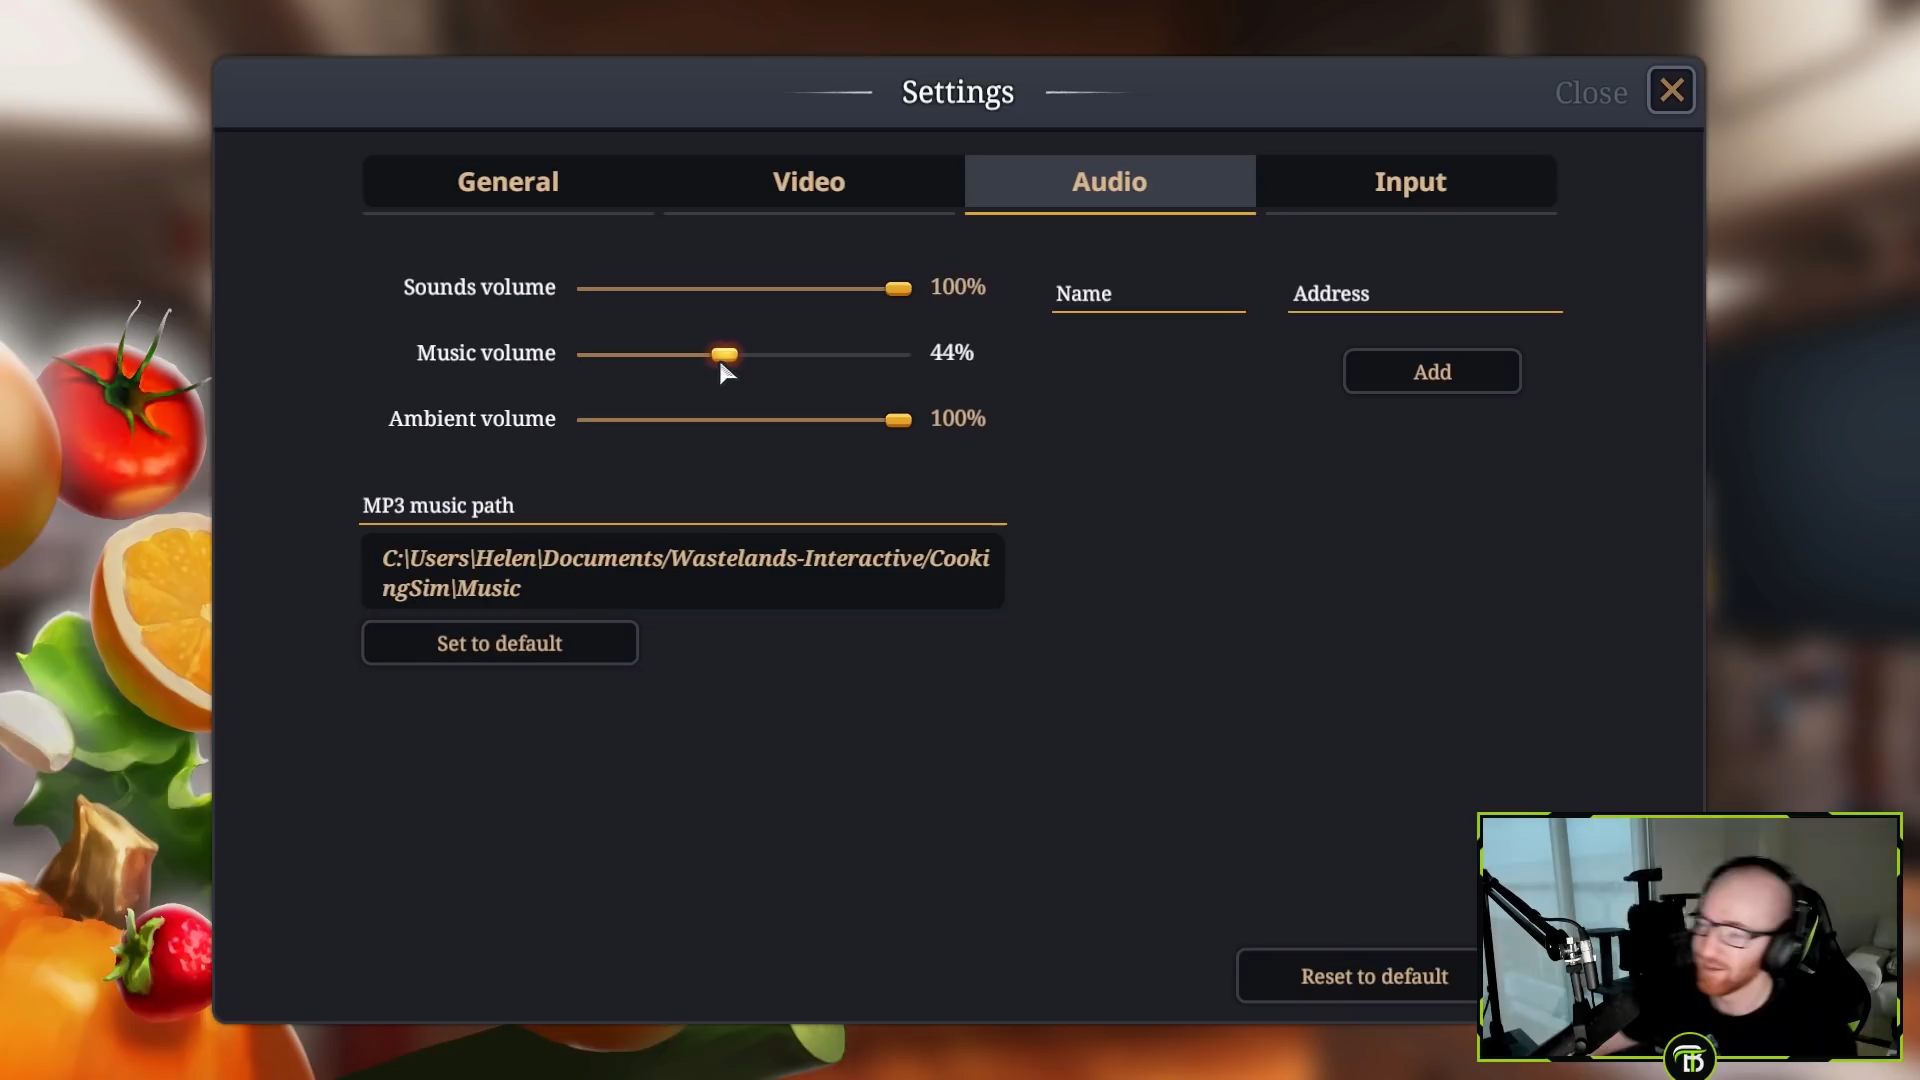 Settings
Close
General
Video
Audio
Input
Sounds volume
100%
Music volume
44%
Ambient volume
100%
Name
Address
Add
MP3 music path
C:\Users\Helen\Documents/Wastelands-Interactive/Cooki
ngSim\Music
Set to default
Reset to default